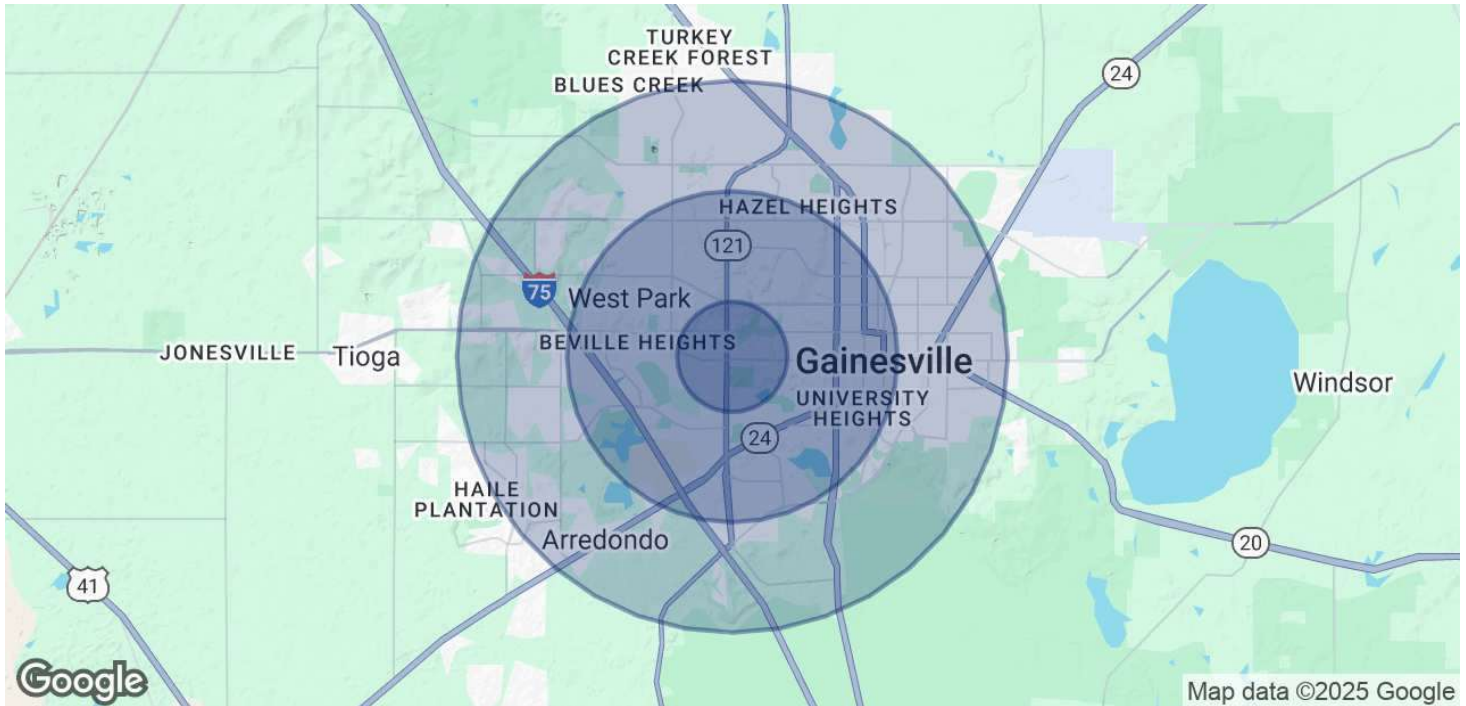 TURKEY
CREEK FOREST
BLUES CREEK
24
HAZEL HEIGHTS
121
75
West Park
BEVILLE HEIGHTS
JONESVILLE
Tioga
Gainesville
Windsor
UNIVERSITY
HEIGHTS
24
HAILE
PLANTATION
Arredondo
20
41
Google
Map data ©2025 Google